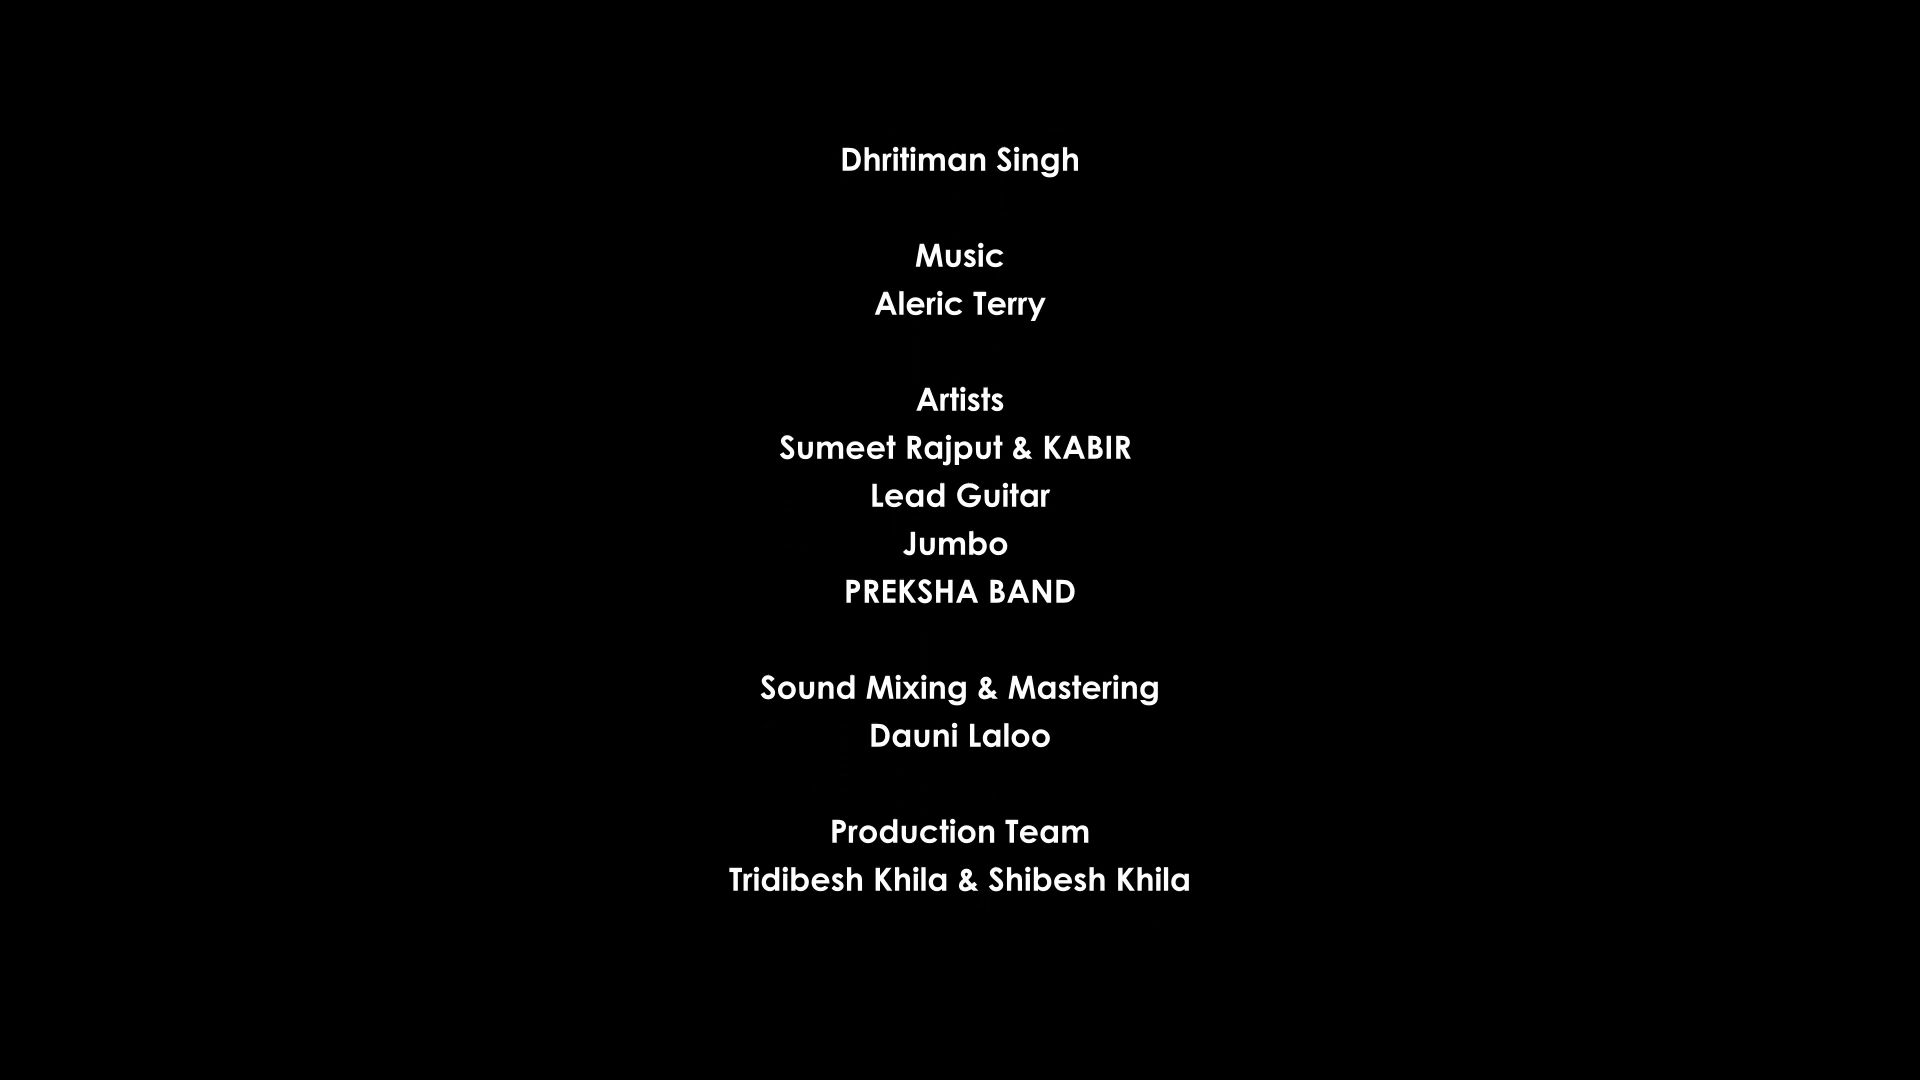 Dhritiman Singh
Music
Aleric Terry
Artists
Sumeet Rajput & KABIR
Lead Guitar
Jumbo
PREKSHA BAND
Sound Mixing & Mastering
Dauni Laloo
Production Team
Tridibesh Khila & Shibesh Khila